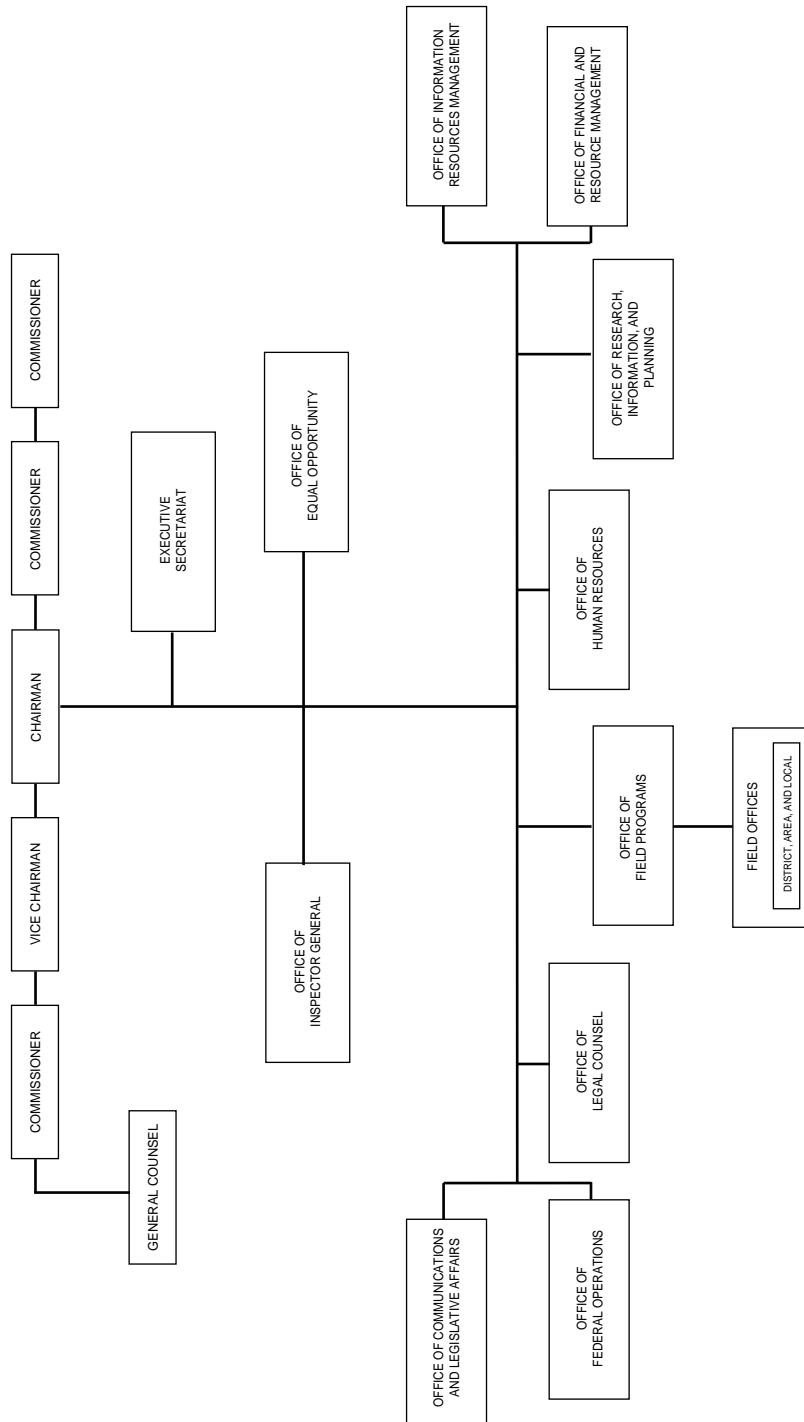 COMMISSIONER
VICE CHAIRMAN
CHAIRMAN
COMMISSIONER
COMMISSIONER
GENERAL COUNSEL
EXECUTIVE
SECRETARIAT
OFFICE OF
INSPECTOR GENERAL
OFFICE OF
EQUAL OPPORTUNITY
OFFICE OF COMMUNICATIONS
AND LEGISLATIVE AFFAIRS
OFFICE OF INFORMATION
RESOURCES MANAGEMENT
OFFICE OF
FEDERAL OPERATIONS
OFFICE OF
LEGAL COUNSEL
OFFICE OF
FIELD PROGRAMS
OFFICE OF
HUMAN RESOURCES
OFFICE OF RESEARCH,
INFORMATION, AND
PLANNING
OFFICE OF FINANCIAL AND
RESOURCE MANAGEMENT
FIELD OFFICES
DISTRICT, AREA, AND LOCAL